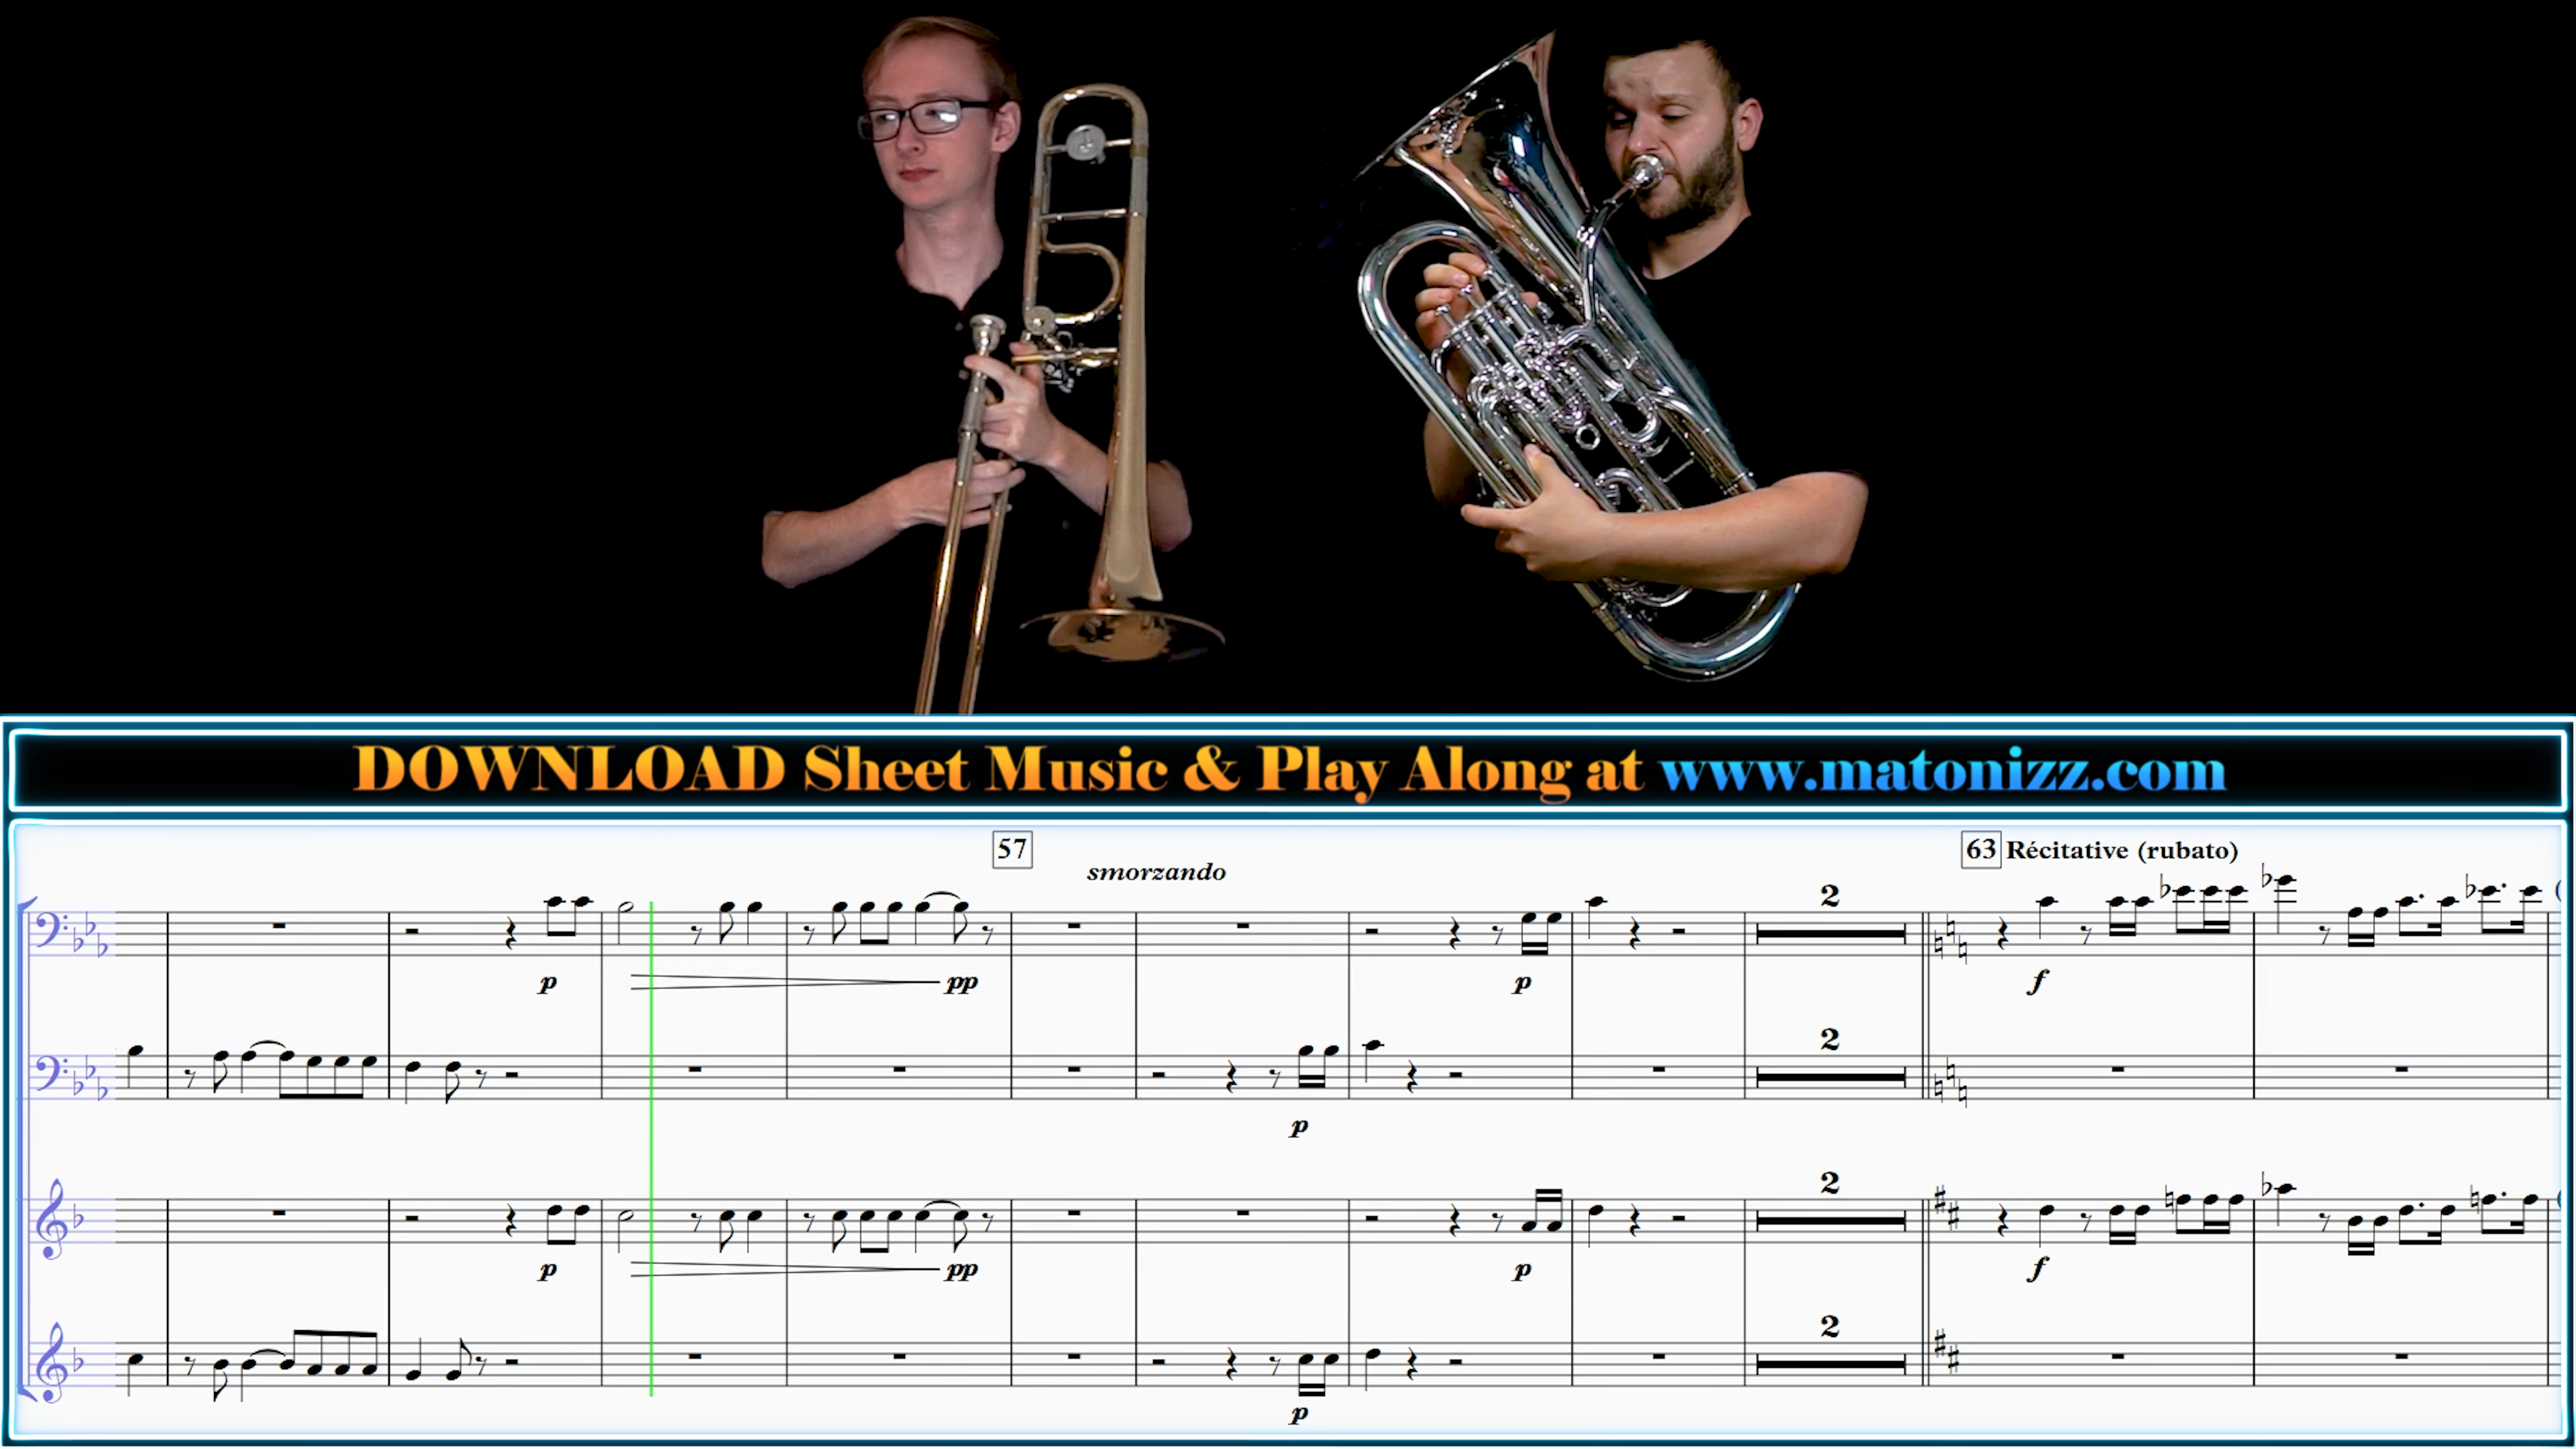 DOWNLOAD Sheet Music & Play Along at www.matonizz.com
57
63 Récitative (rubato)
smorzando
2
p
pp
p
f
2
p
2
p
pp
p
f
2
p